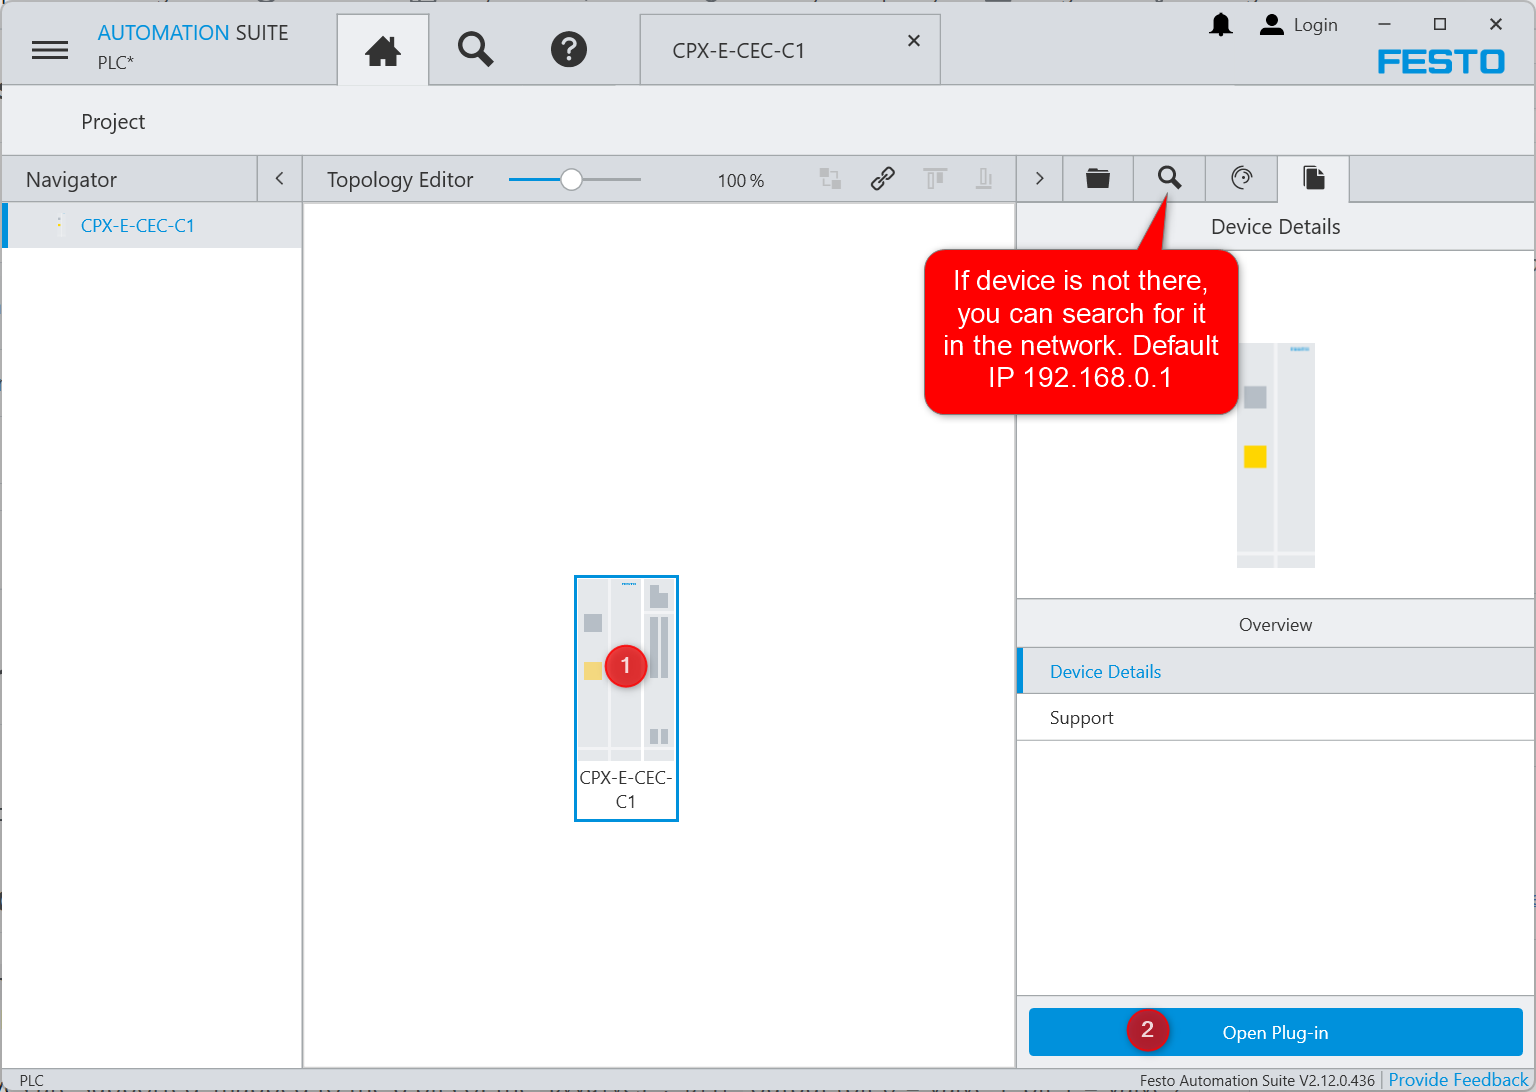 AUTOMATION SUITE
PLC*
CPX-E-CEC-C1
Login
FESTO
Project
Navigator
Topology Editor
100 %
CPX-E-CEC-C1
Device Details
If device is not there,
you can search for it
in the network. Default
IP 192.168.0.1
FESTO
FESTO
1
CPX-E-CEC-
C1
Overview
Device Details
Support
2
Open Plug-in
PLC
Festo Automation Suite V2.12.0.436
Provide Feedback